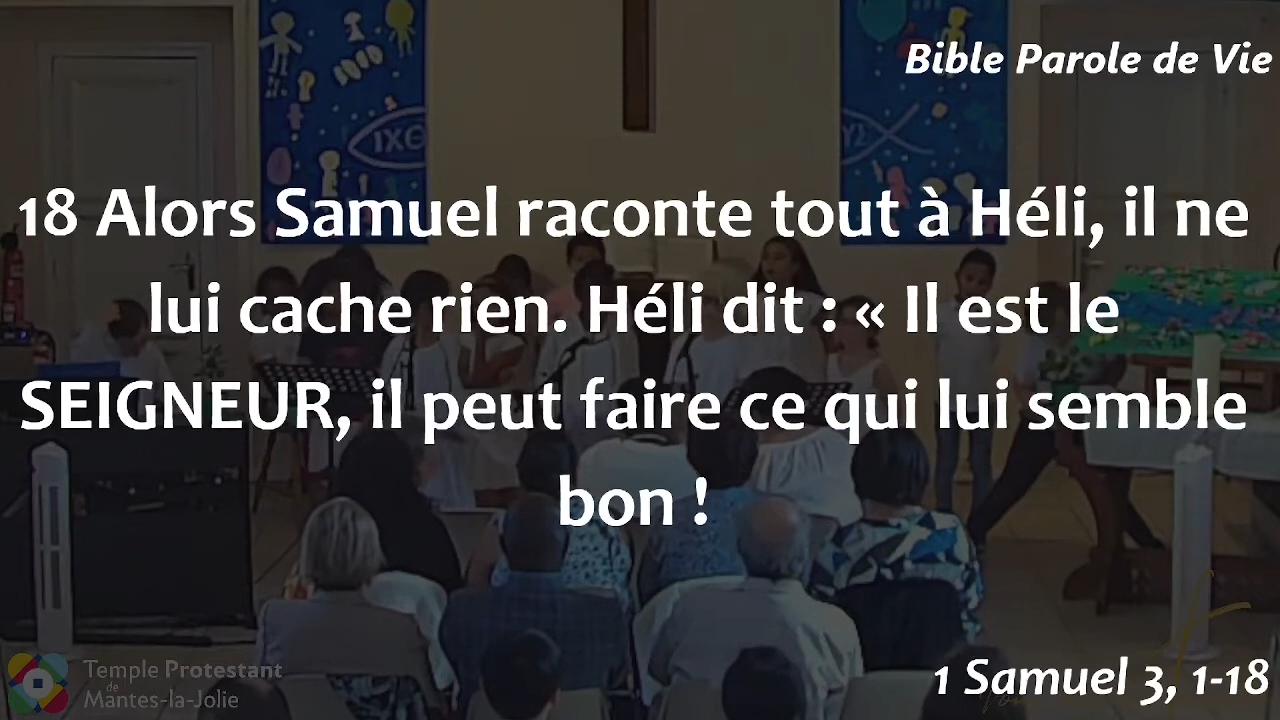 Bible Parole de Vie
ΙΧΘ
ΥΣ
18 Alors Samuel raconte tout à Héli, il ne
lui cache rien. Héli dit : « Il est le
SEIGNEUR, il peut faire ce qui lui semble
bon !
Temple Protestant
de
Mantes-la-Jolie
1 Samuel 3, 1-18